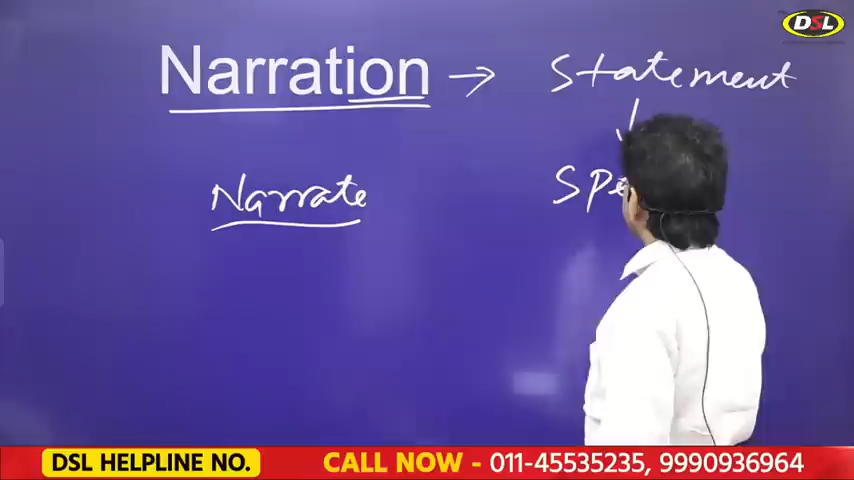 DSL
Narration → Statement
↓
Narrate
DSL HELPLINE NO. CALL NOW - 011-45535235, 9990936964